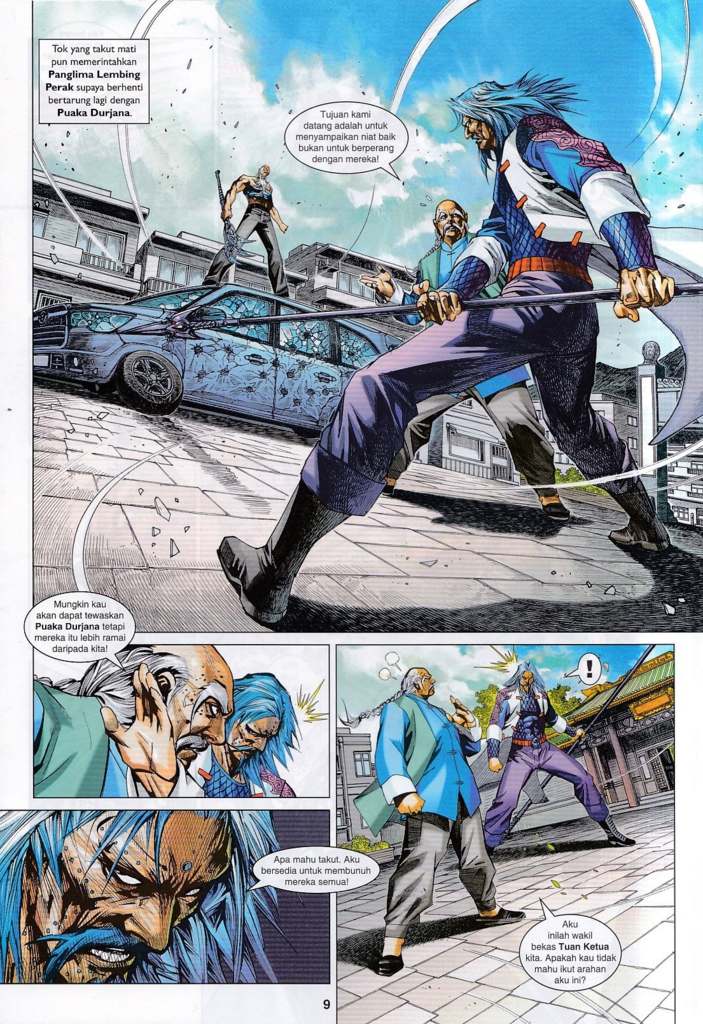 Tok yang takut mati
pun memerintahkan
Panglima Lembing
Perak supaya berhenti
bertarung lagi dengan
Puaka Durjana.
Tujuan kami
datang adalah untuk
menyampaikan niat baik
bukan untuk berperang
dengan mereka!
Mungkin kau
akan dapat tewaskan
Puaka Durjana tetapi
mereka itu lebih ramai
daripada kita!
Apa mahu takut. Aku
bersedia untuk membunuh
mereka semua!
!
Aku
inilah wakil
bekas Tuan Ketua
kita. Apakah kau tidak
mahu ikut arahan
aku ini?
9